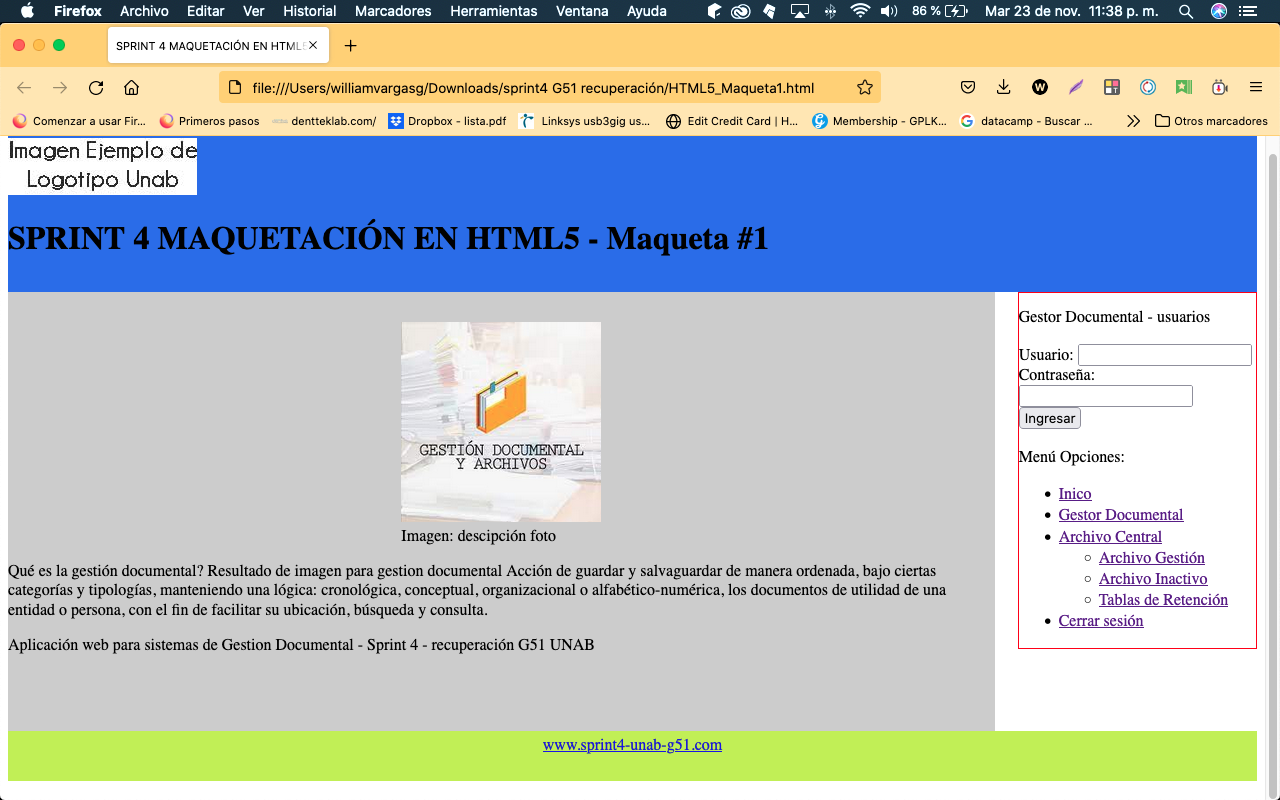 Firefox Archivo Editar Ver Historial Marcadores Herramientas Ventana Ayuda 86 % Mar 23 de nov. 11:38 p. m.
SPRINT 4 MAQUETACIÓN EN HTML5
file:///Users/williamvargasg/Downloads/sprint4 G51 recuperación/HTML5_Maqueta1.html
Comenzar a usar Fir... Primeros pasos dentteklab.com/ Dropbox - lista.pdf Linksys usb3gig us... Edit Credit Card | H... Membership - GPLK... datacamp - Buscar ... Otros marcadores
Imagen Ejemplo de
Logotipo Unab
SPRINT 4 MAQUETACIÓN EN HTML5 - Maqueta #1
GESTIÓN DOCUMENTAL
Y ARCHIVOS
Imagen: descipción foto
Qué es la gestión documental? Resultado de imagen para gestion documental Acción de guardar y salvaguardar de manera ordenada, bajo ciertas
categorías y tipologías, manteniendo una lógica: cronológica, conceptual, organizacional o alfabético-numérica, los documentos de utilidad de una
entidad o persona, con el fin de facilitar su ubicación, búsqueda y consulta.
Aplicación web para sistemas de Gestion Documental - Sprint 4 - recuperación G51 UNAB
Gestor Documental - usuarios
Usuario:
Contraseña:
Ingresar
Menú Opciones:
Inico
Gestor Documental
Archivo Central
Archivo Gestión
Archivo Inactivo
Tablas de Retención
Cerrar sesión
www.sprint4-unab-g51.com